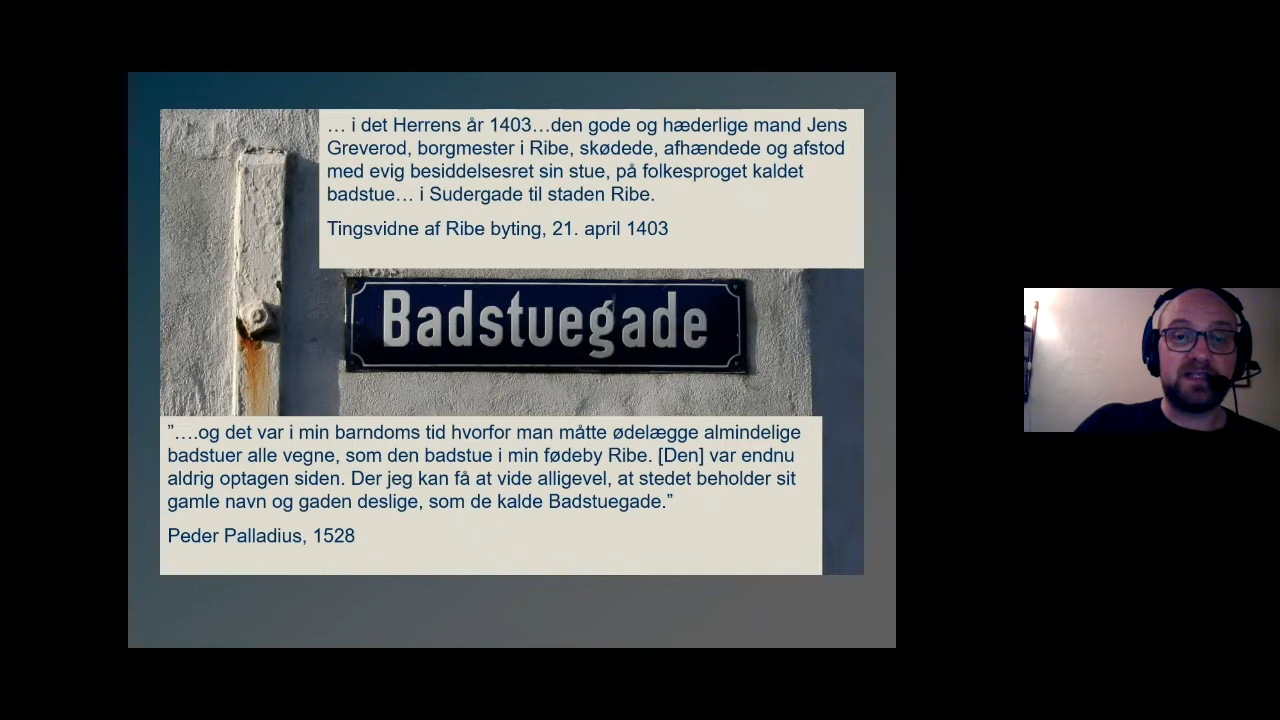 … i det Herrens år 1403…den gode og hæderlige mand Jens
Greverod, borgmester i Ribe, skødede, afhændede og afstod
med evig besiddelsesret sin stue, på folkesproget kaldet
badstue… i Sudergade til staden Ribe.
Tingsvidne af Ribe byting, 21. april 1403
Badstuegade
”….og det var i min barndoms tid hvorfor man måtte ødelægge almindelige
badstuer alle vegne, som den badstue i min fødeby Ribe. [Den] var endnu
aldrig optagen siden. Der jeg kan få at vide alligevel, at stedet beholder sit
gamle navn og gaden deslige, som de kalde Badstuegade.”
Peder Palladius, 1528